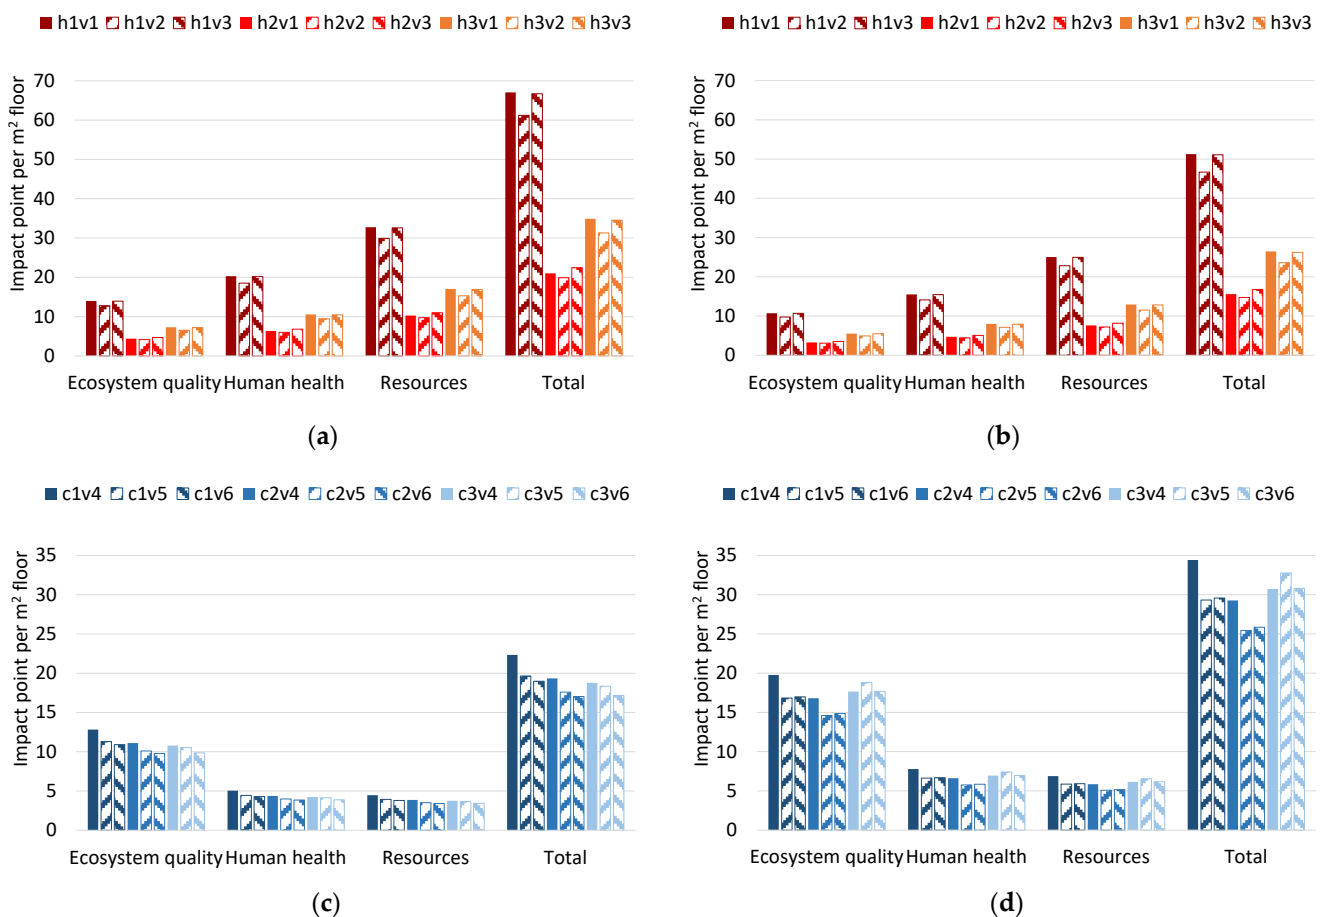 h1v1 h1v2 h1v3 h2v1 h2v2 h2v3 h3v1 h3v2 h3v3
Impact point per m² floor
70
60
50
40
30
20
10
0
Ecosystem quality Human health Resources Total
(a)
h1v1 h1v2 h1v3 h2v1 h2v2 h2v3 h3v1 h3v2 h3v3
Impact point per m² floor
70
60
50
40
30
20
10
0
Ecosystem quality Human health Resources Total
(b)
c1v4 c1v5 c1v6 c2v4 c2v5 c2v6 c3v4 c3v5 c3v6
Impact point per m² floor
35
30
25
20
15
10
5
0
Ecosystem quality Human health Resources Total
(c)
c1v4 c1v5 c1v6 c2v4 c2v5 c2v6 c3v4 c3v5 c3v6
Impact point per m² floor
35
30
25
20
15
10
5
0
Ecosystem quality Human health Resources Total
(d)